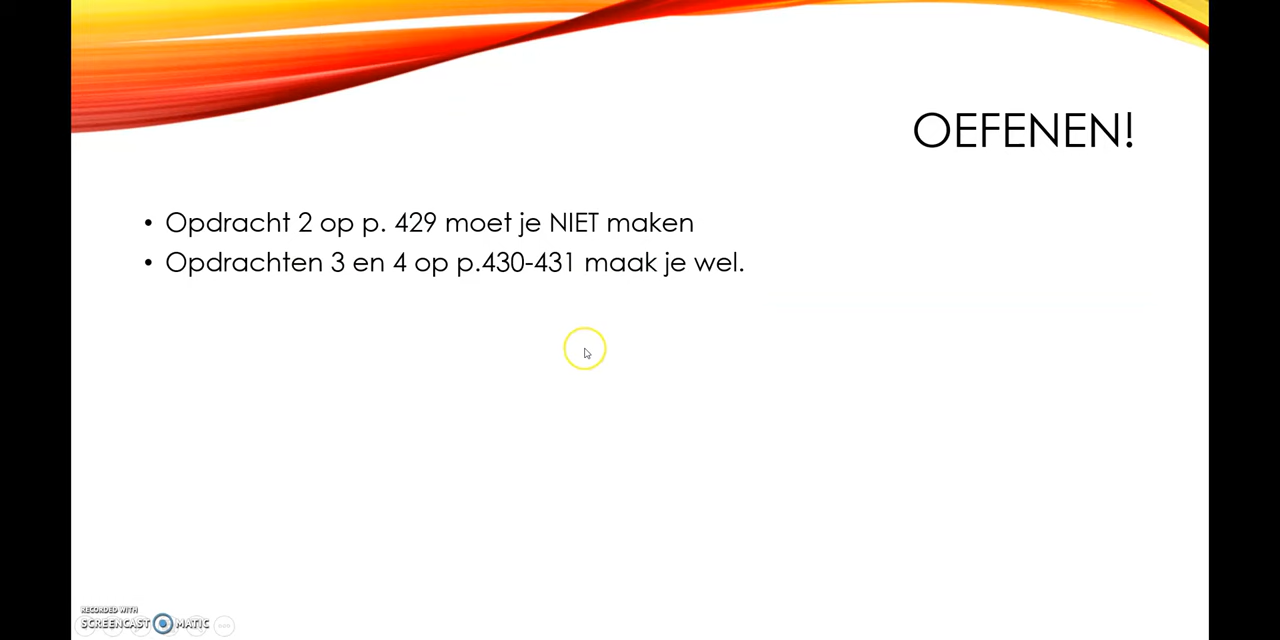 OEFENEN!
• Opdracht 2 op p. 429 moet je NIET maken
• Opdrachten 3 en 4 op p.430-431 maak je wel.
RECORDED WITH
SCREENCAST MATIC